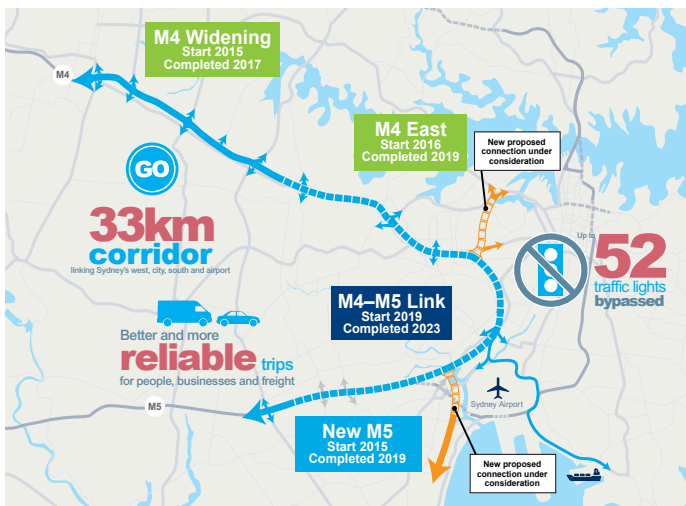 M4 Widening
Start 2015
Completed 2017
M4
M4 East
Start 2016
Completed 2019
New proposed
connection under
consideration
GO
33km
corridor
linking Sydney's west, city, south and airport
Up to
52
traffic lights
bypassed
M4–M5 Link
Start 2019
Completed 2023
Better and more
reliable trips
for people, businesses and freight
M5
Sydney Airport
New M5
Start 2015
Completed 2019
New proposed
connection under
consideration